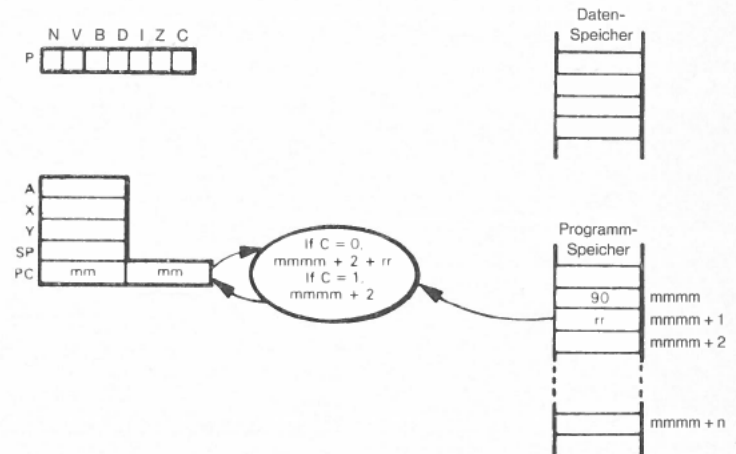 N V B D I Z C
P
Daten-
Speicher
A
X
Y
SP
PC mm mm
If C = 0,
mmmm + 2 + rr
If C = 1,
mmmm + 2
Programm-
Speicher
90 mmmm
rr mmmm + 1
mmmm + 2
mmmm + n